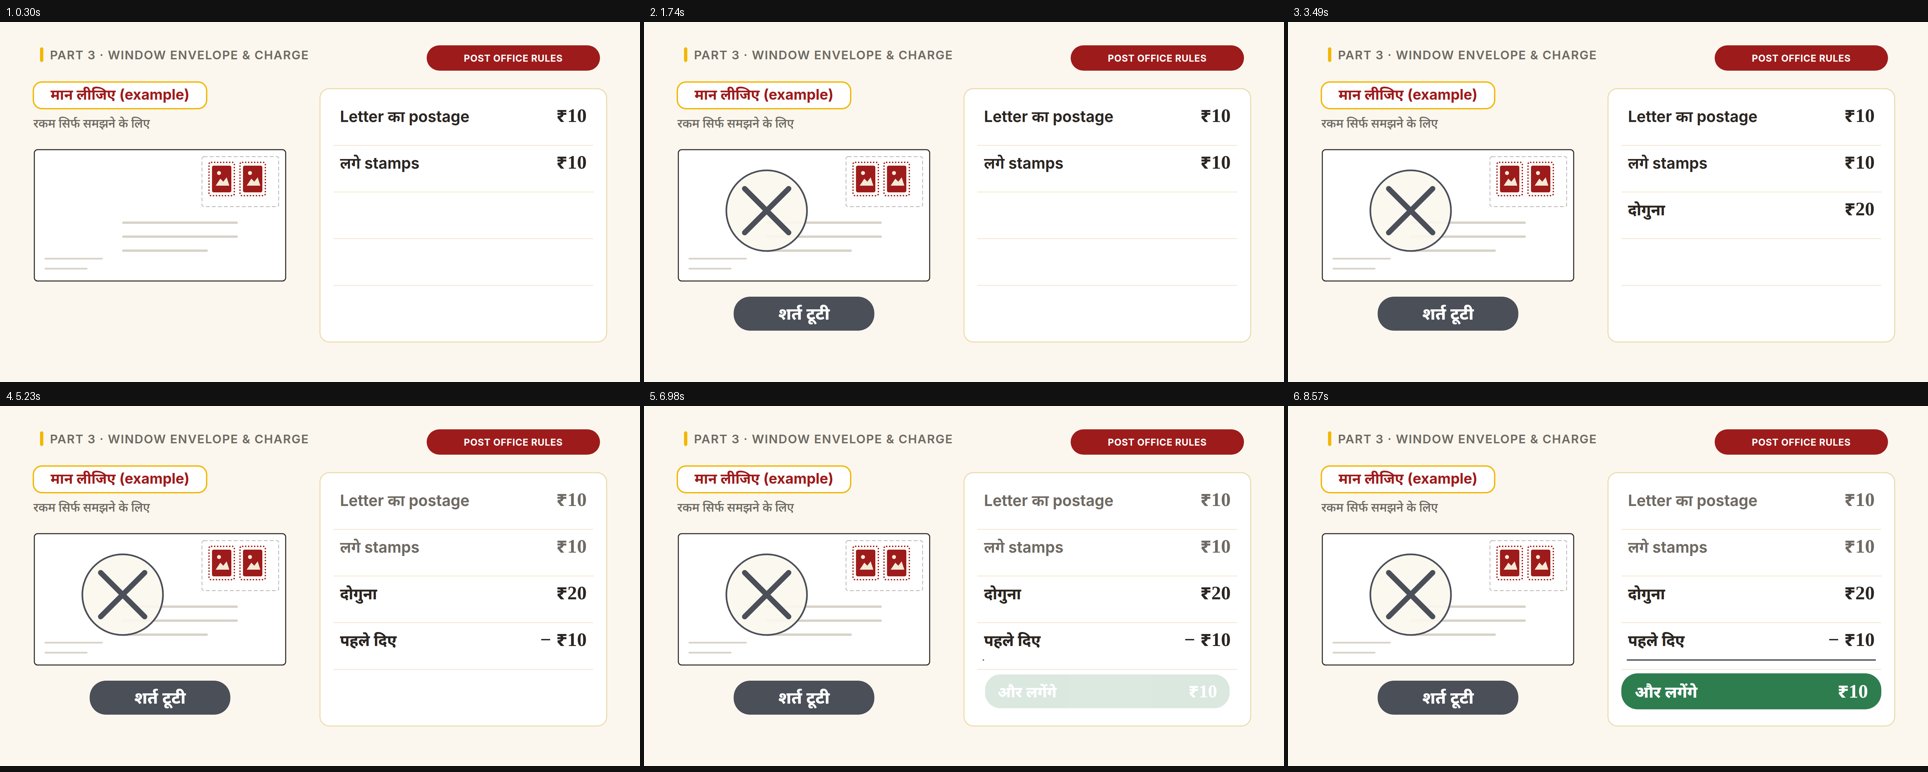 1. 0.30s
PART 3 · WINDOW ENVELOPE & CHARGE
POST OFFICE RULES
मान लीजिए (example)
रकम सिर्फ समझने के लिए
Letter का postage ₹10
लगे stamps ₹10
2. 1.74s
PART 3 · WINDOW ENVELOPE & CHARGE
POST OFFICE RULES
मान लीजिए (example)
रकम सिर्फ समझने के लिए
Letter का postage ₹10
लगे stamps ₹10
शर्त टूटी
3. 3.49s
PART 3 · WINDOW ENVELOPE & CHARGE
POST OFFICE RULES
मान लीजिए (example)
रकम सिर्फ समझने के लिए
Letter का postage ₹10
लगे stamps ₹10
दोगुना ₹20
शर्त टूटी
4. 5.23s
PART 3 · WINDOW ENVELOPE & CHARGE
POST OFFICE RULES
मान लीजिए (example)
रकम सिर्फ समझने के लिए
Letter का postage ₹10
लगे stamps ₹10
दोगुना ₹20
पहले दिए − ₹10
शर्त टूटी
5. 6.98s
PART 3 · WINDOW ENVELOPE & CHARGE
POST OFFICE RULES
मान लीजिए (example)
रकम सिर्फ समझने के लिए
Letter का postage ₹10
लगे stamps ₹10
दोगुना ₹20
पहले दिए − ₹10
और लगेंगे ₹10
शर्त टूटी
6. 8.57s
PART 3 · WINDOW ENVELOPE & CHARGE
POST OFFICE RULES
मान लीजिए (example)
रकम सिर्फ समझने के लिए
Letter का postage ₹10
लगे stamps ₹10
दोगुना ₹20
पहले दिए − ₹10
और लगेंगे ₹10
शर्त टूटी